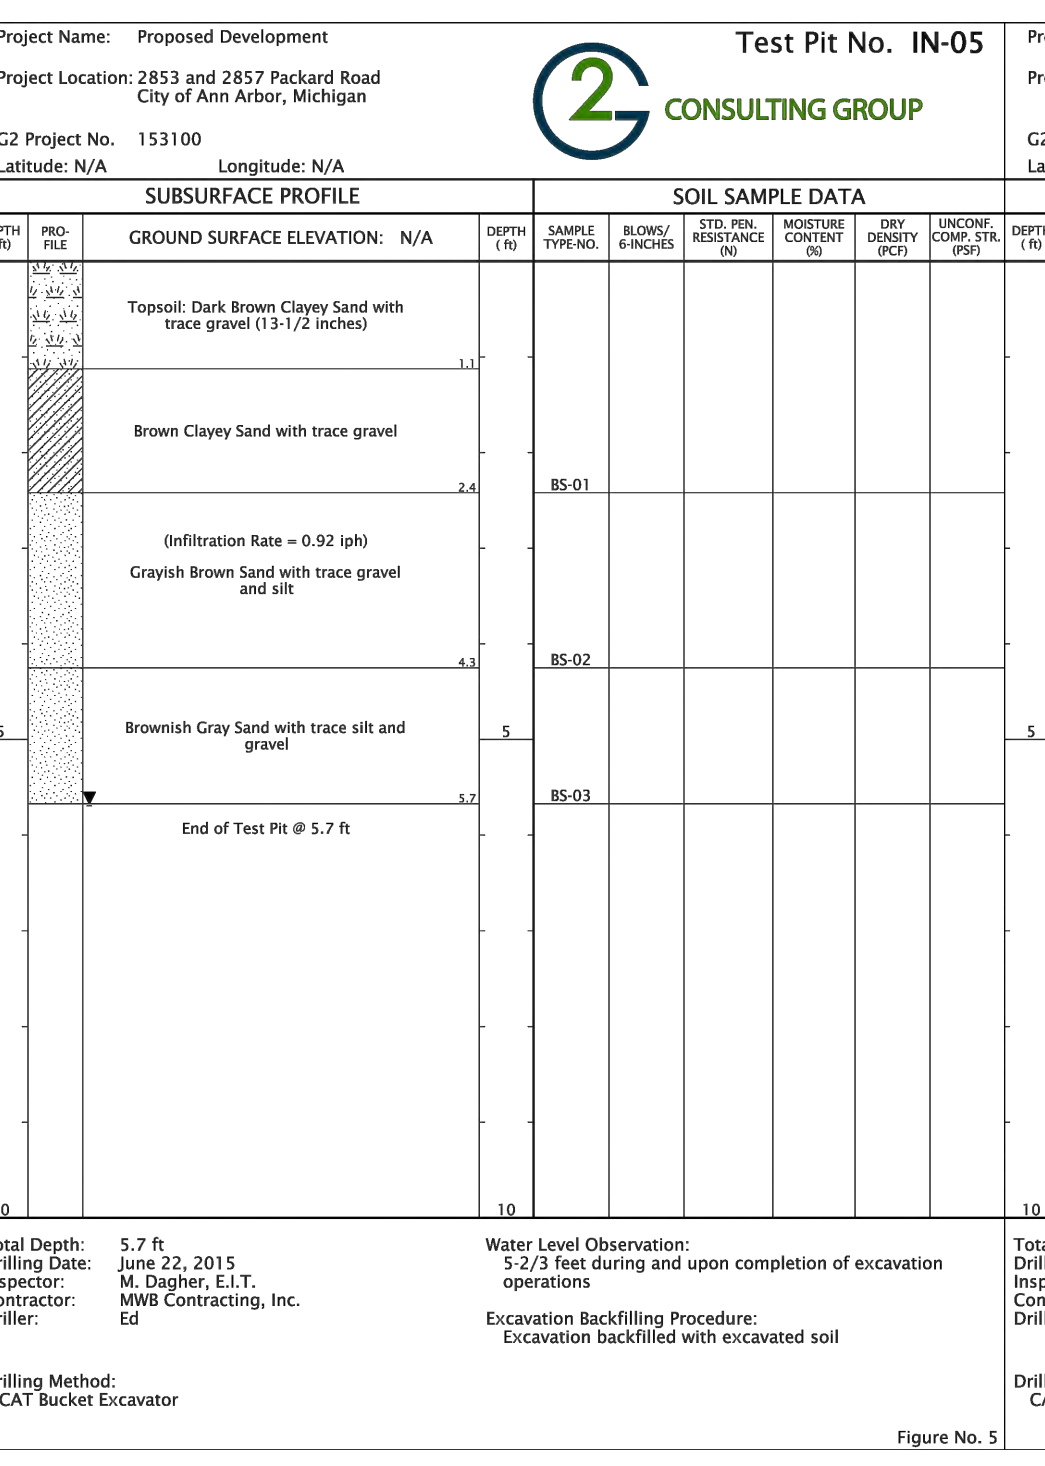 Project Name: Proposed Development
Test Pit No. IN-05
Project Location: 2853 and 2857 Packard Road
City of Ann Arbor, Michigan
G2 CONSULTING GROUP
G2 Project No. 153100
Latitude: N/A Longitude: N/A
SUBSURFACE PROFILE
SOIL SAMPLE DATA
PRO-
FILE
GROUND SURFACE ELEVATION: N/A
DEPTH
( ft)
SAMPLE
TYPE-NO.
BLOWS/
6-INCHES
STD. PEN.
RESISTANCE
(N)
MOISTURE
CONTENT
(%)
DRY
DENSITY
(PCF)
UNCONF.
COMP. STR.
(PSF)
DEPTH
( ft)
Topsoil: Dark Brown Clayey Sand with
trace gravel (13-1/2 inches)
1.1
Brown Clayey Sand with trace gravel
2.4
BS-01
(Infiltration Rate = 0.92 iph)
Grayish Brown Sand with trace gravel
and silt
4.3
BS-02
Brownish Gray Sand with trace silt and
gravel
5
5
5
5.7
BS-03
End of Test Pit @ 5.7 ft
0
10
10
otal Depth: 5.7 ft
rilling Date: June 22, 2015
spector: M. Dagher, E.I.T.
ontractor: MWB Contracting, Inc.
riller: Ed
Water Level Observation:
5-2/3 feet during and upon completion of excavation
operations
Excavation Backfilling Procedure:
Excavation backfilled with excavated soil
rilling Method:
CAT Bucket Excavator
Figure No. 5